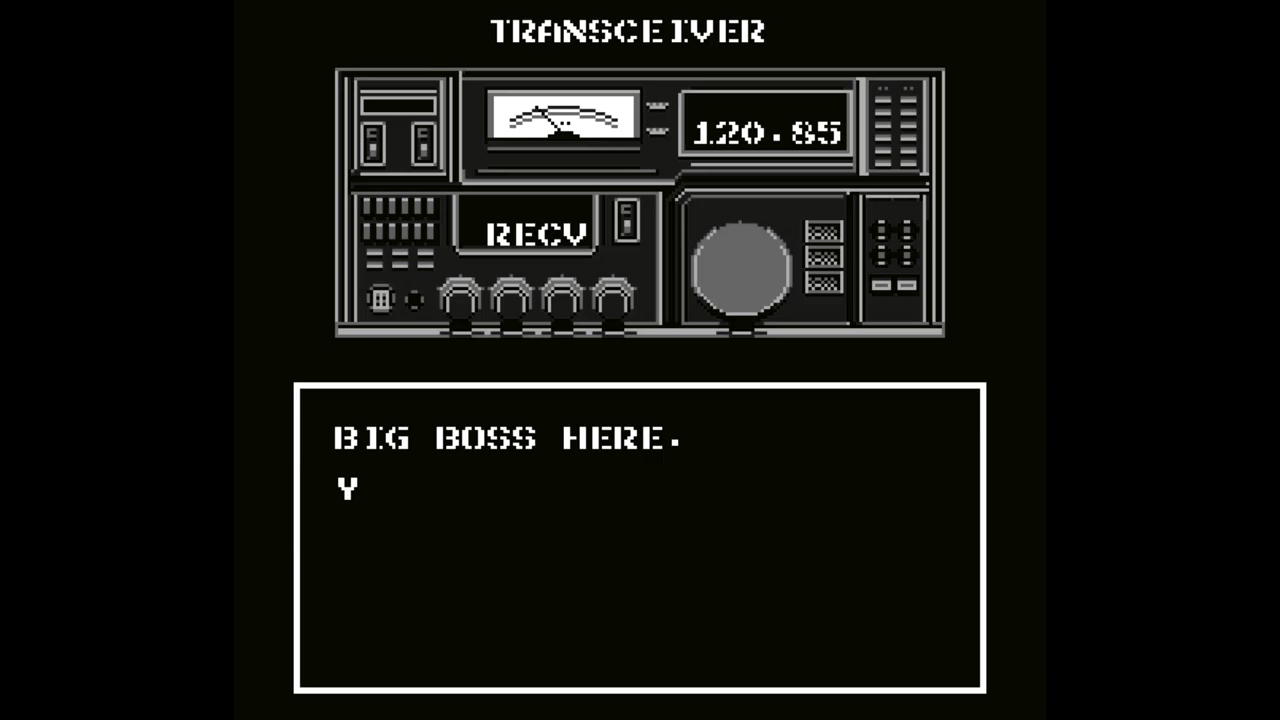 TRANSCEIVER
120.85
RECV
BIG BOSS HERE.
Y